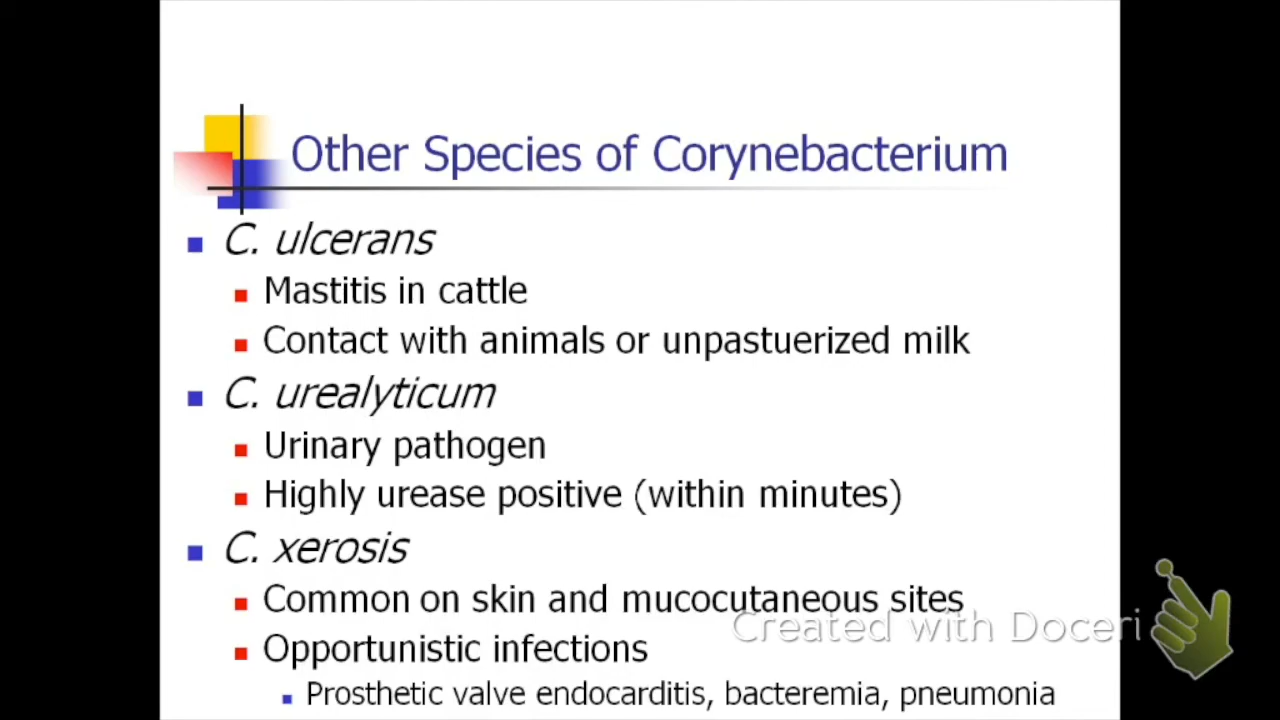 Other Species of Corynebacterium
C. ulcerans
Mastitis in cattle
Contact with animals or unpastuerized milk
C. urealyticum
Urinary pathogen
Highly urease positive (within minutes)
C. xerosis
Common on skin and mucocutaneous sites
Opportunistic infections
Prosthetic valve endocarditis, bacteremia, pneumonia
Created with Doceri